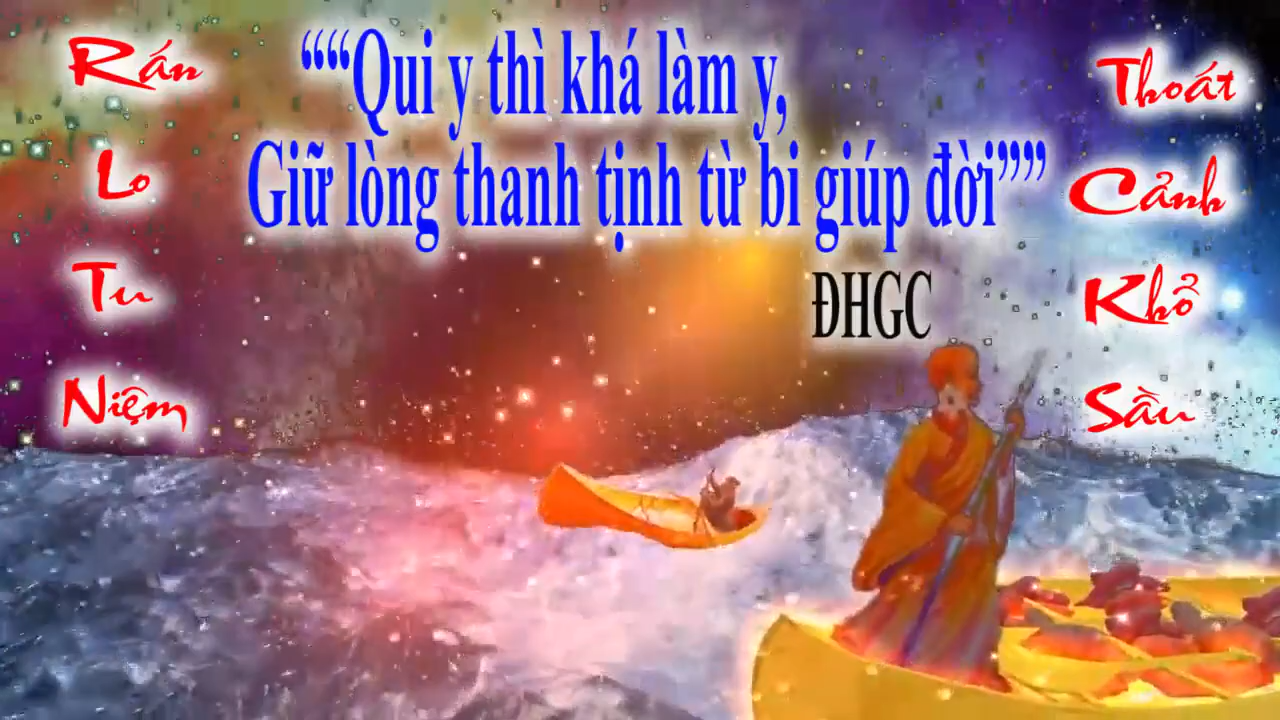 Rán
Lo
Tu
Niệm
““Qui y thì khá làm y,
Giữ lòng thanh tịnh từ bi giúp đời””
ĐHGC
Thoát
Cảnh
Khổ
Sầu